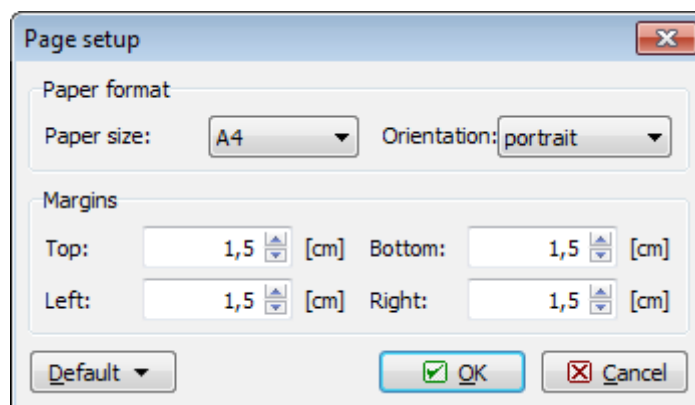 Page setup
Paper format
Paper size: A4 Orientation: portrait
Margins
Top: 1,5 [cm] Bottom: 1,5 [cm]
Left: 1,5 [cm] Right: 1,5 [cm]
Default OK Cancel